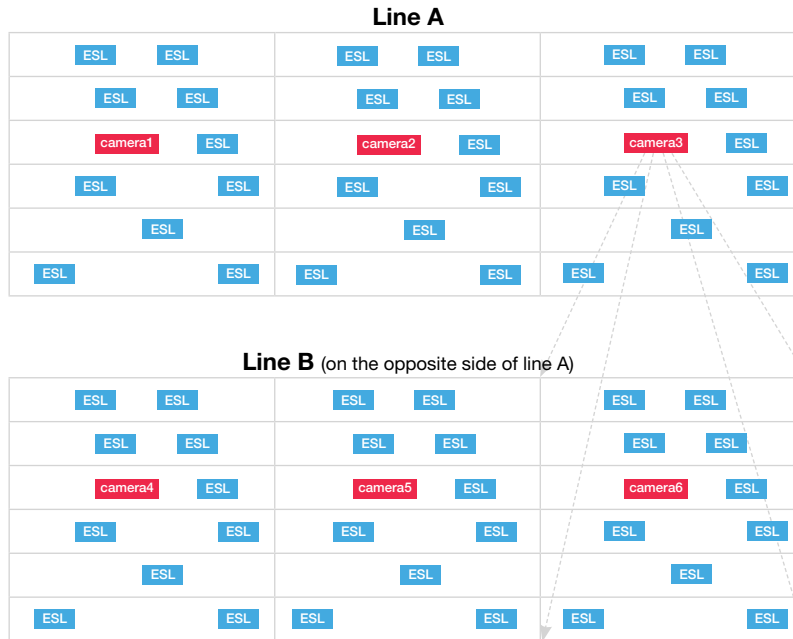 Line A
ESL ESL ESL ESL ESL ESL
ESL ESL ESL ESL ESL ESL
camera1 ESL camera2 ESL camera3 ESL
ESL ESL ESL ESL ESL ESL
ESL ESL ESL
ESL ESL ESL ESL ESL ESL
Line B (on the opposite side of line A)
ESL ESL ESL ESL ESL ESL
ESL ESL ESL ESL ESL ESL
camera4 ESL camera5 ESL camera6 ESL
ESL ESL ESL ESL ESL ESL
ESL ESL ESL
ESL ESL ESL ESL ESL ESL